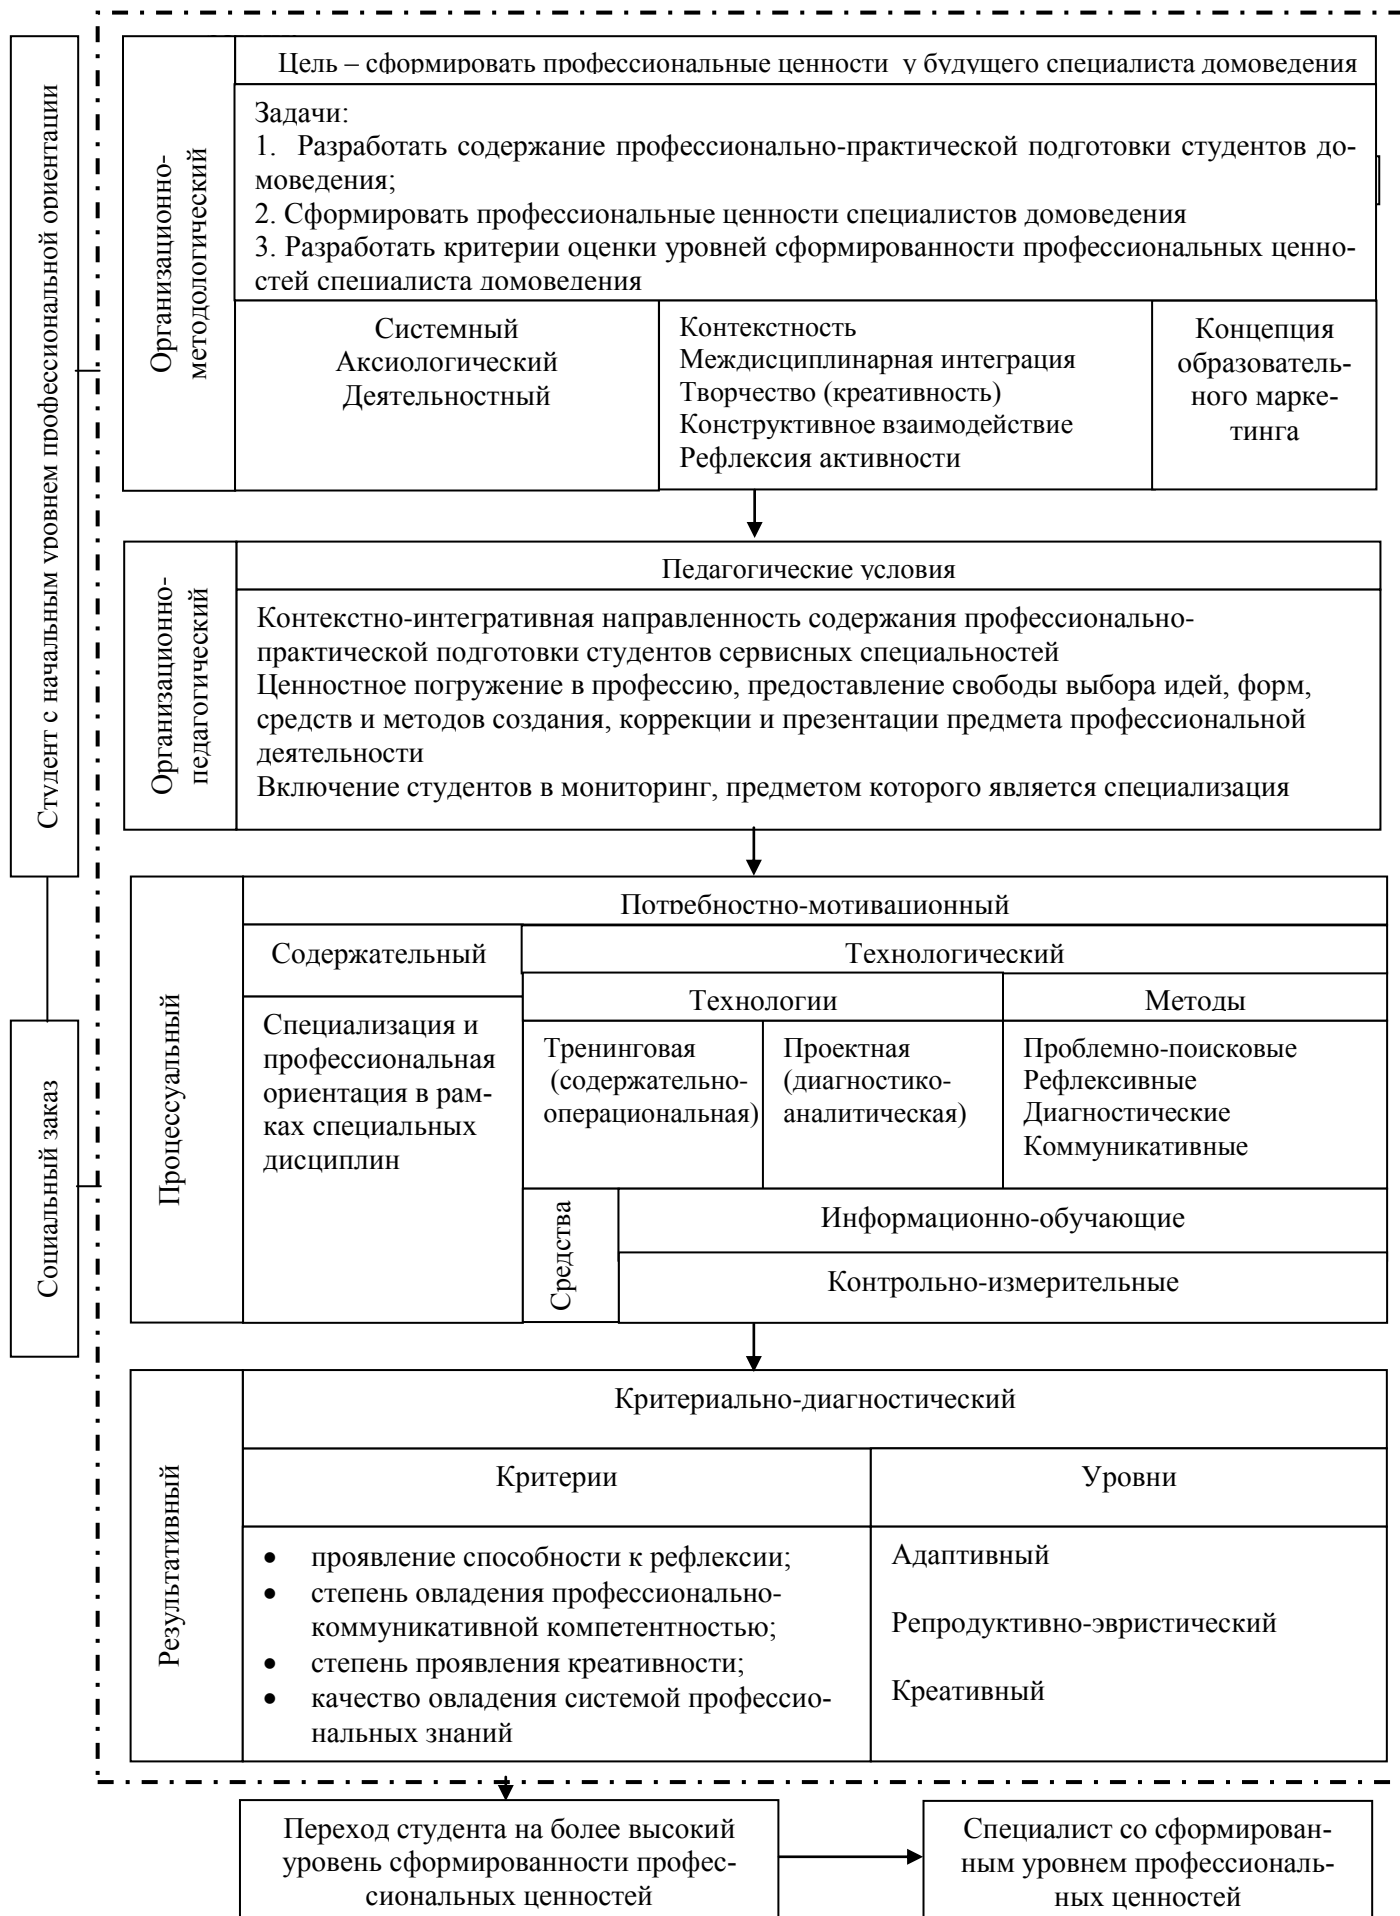 Студент с начальным уровнем профессиональной ориентации
Социальный заказ
Организационно-
методологический
Цель – сформировать профессиональные ценности у будущего специалиста домоведения
Задачи:
1. Разработать содержание профессионально-практической подготовки студентов до-
моведения;
2. Сформировать профессиональные ценности специалистов домоведения
3. Разработать критерии оценки уровней сформированности профессиональных ценно-
стей специалиста домоведения
Системный
Аксиологический
Деятельностный
Контекстность
Междисциплинарная интеграция
Творчество (креативность)
Конструктивное взаимодействие
Рефлексия активности
Концепция
образователь-
ного марке-
тинга
Организационно-
педагогический
Педагогические условия
Контекстно-интегративная направленность содержания профессионально-
практической подготовки студентов сервисных специальностей
Ценностное погружение в профессию, предоставление свободы выбора идей, форм,
средств и методов создания, коррекции и презентации предмета профессиональной
деятельности
Включение студентов в мониторинг, предметом которого является специализация
Процессуальный
Потребностно-мотивационный
Содержательный
Технологический
Специализация и
профессиональная
ориентация в рам-
ках специальных
дисциплин
Технологии
Методы
Тренинговая
(содержательно-
операциональная)
Проектная
(диагностико-
аналитическая)
Проблемно-поисковые
Рефлексивные
Диагностические
Коммуникативные
Средства
Информационно-обучающие
Контрольно-измерительные
Результативный
Критериально-диагностический
Критерии
Уровни
• проявление способности к рефлексии;
• степень овладения профессионально-
коммуникативной компетентностью;
• степень проявления креативности;
• качество овладения системой профессио-
нальных знаний
Адаптивный
Репродуктивно-эвристический
Креативный
Переход студента на более высокий
уровень сформированности профес-
сиональных ценностей
Специалист со сформирован-
ным уровнем профессиональ-
ных ценностей